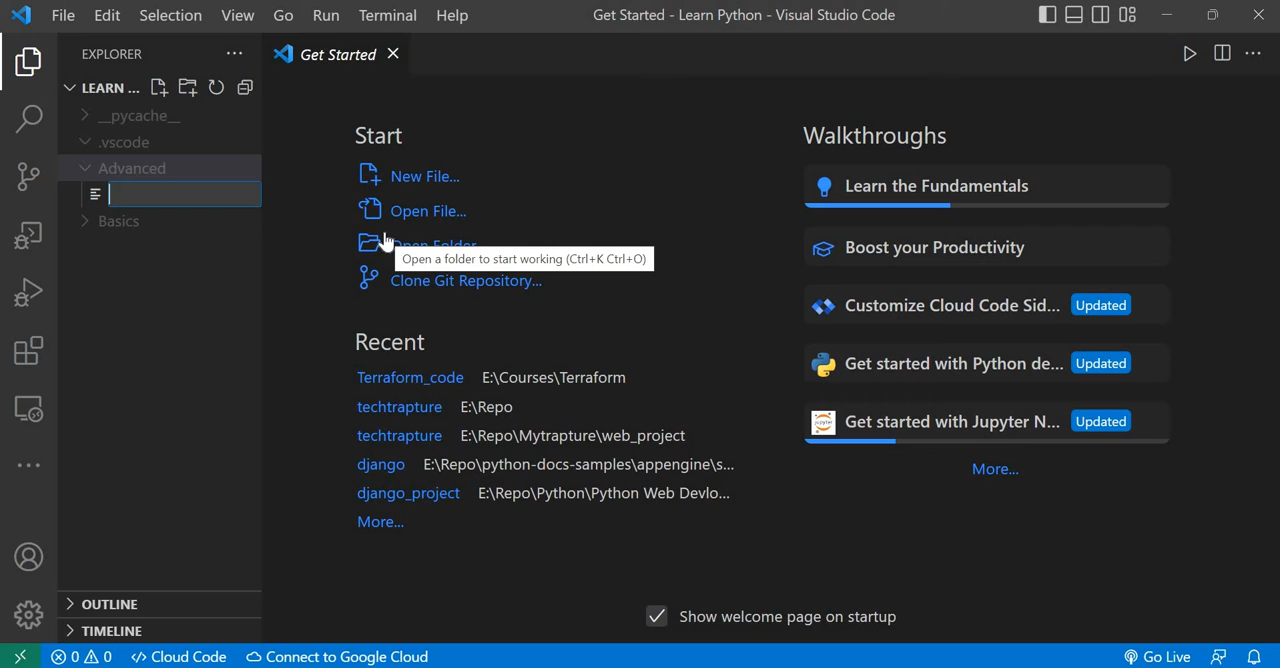 File Edit Selection View Go Run Terminal Help
Get Started - Learn Python - Visual Studio Code
EXPLORER
LEARN ...
__pycache__
.vscode
Advanced
Basics
OUTLINE
TIMELINE
Get Started
Start
New File...
Open File...
Open Folder...
Open a folder to start working (Ctrl+K Ctrl+O)
Clone Git Repository...
Recent
Terraform_code E:\Courses\Terraform
techtrapture E:\Repo
techtrapture E:\Repo\Mytrapture\web_project
django E:\Repo\python-docs-samples\appengine\s...
django_project E:\Repo\Python\Python Web Devlo...
More...
Walkthroughs
Learn the Fundamentals
Boost your Productivity
Customize Cloud Code Sid... Updated
Get started with Python de... Updated
Get started with Jupyter N... Updated
More...
Show welcome page on startup
0 0 Cloud Code Connect to Google Cloud Go Live